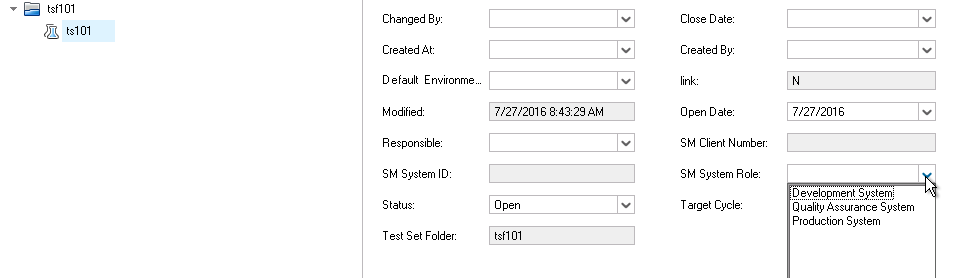 tsf101
ts101
Changed By:
Close Date:
Created At:
Created By:
Default Environme...
link: N
Modified: 7/27/2016 8:43:29 AM
Open Date: 7/27/2016
Responsible:
SM Client Number:
SM System ID:
SM System Role:
Development System
Quality Assurance System
Production System
Status: Open
Target Cycle:
Test Set Folder: tsf101